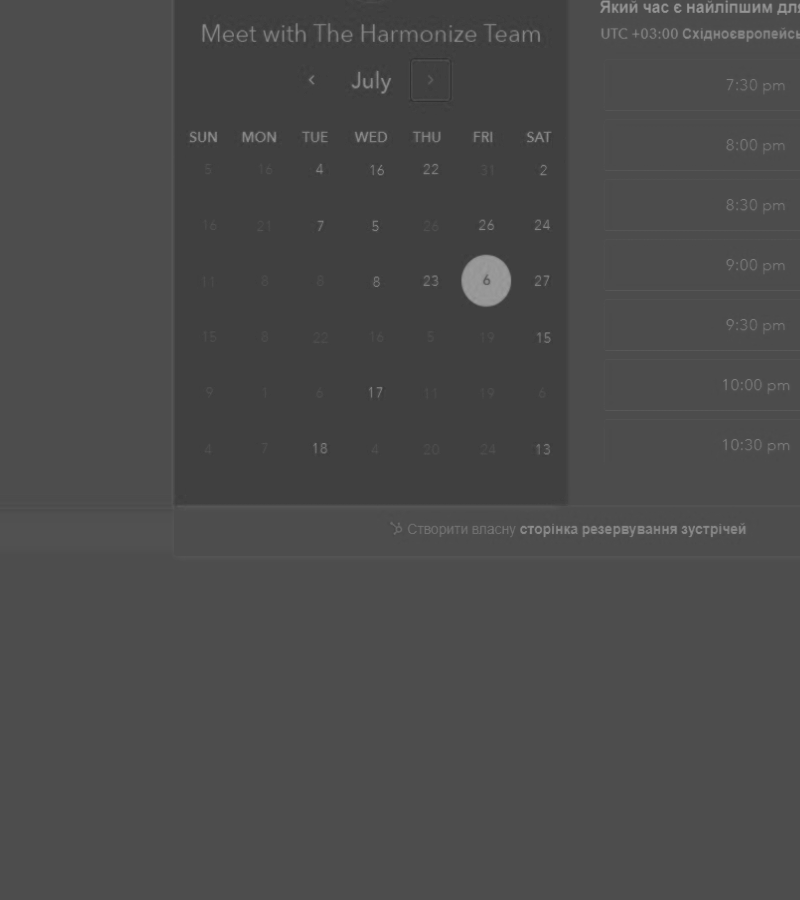 Meet with The Harmonize Team
‹ July ›
SUN MON TUE WED THU FRI SAT
5 16 4 16 22 31 2
16 21 7 5 26 26 24
11 8 8 23 6 27
15 8 22 16 5 19 15
9 1 6 17 11 19 6
4 7 18 4 20 24 13
Який час є найліпшим для
UTC +03:00 Східноєвропейсь
7:30 pm
8:00 pm
8:30 pm
9:00 pm
9:30 pm
10:00 pm
10:30 pm
Створити власну сторінка резервування зустрічей